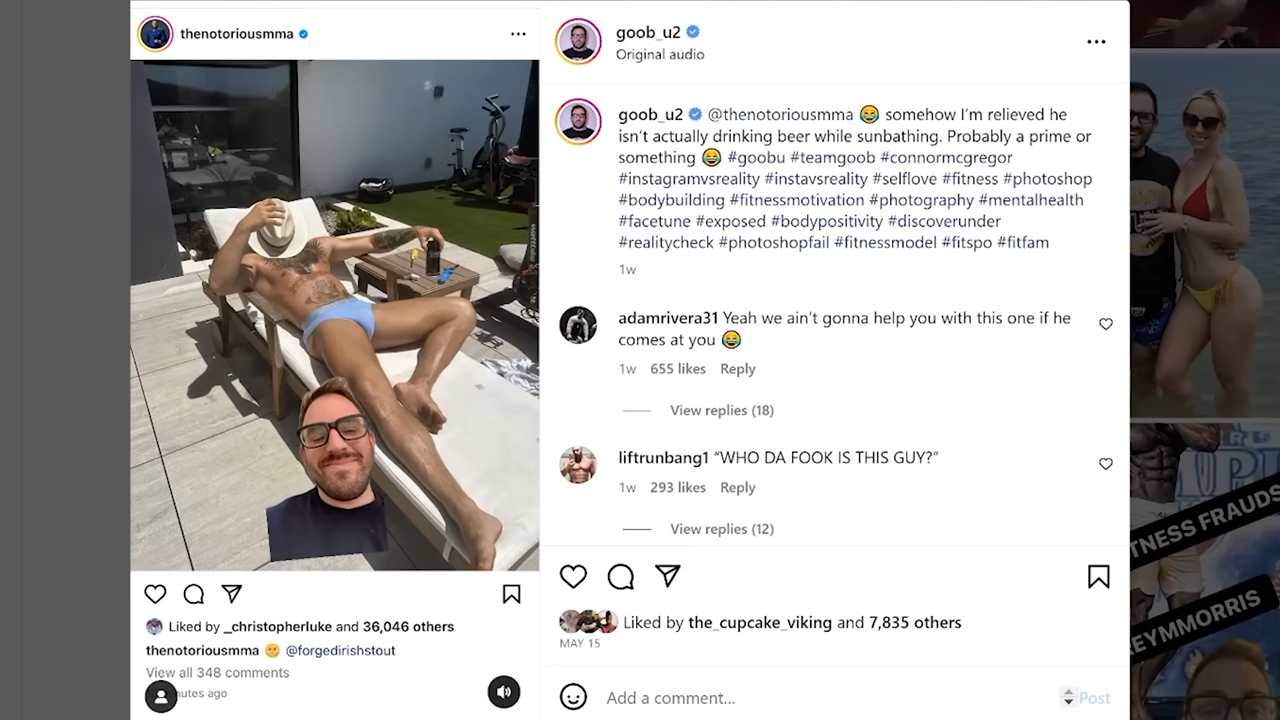 thenotoriousmma
goob_u2
Original audio
goob_u2 @thenotoriousmma 😂 somehow I'm relieved he
isn't actually drinking beer while sunbathing. Probably a prime or
something 😂 #goobu #teamgoob #connormcgregor
#instagramvsreality #instavsreality #selflove #fitness #photoshop
#bodybuilding #fitnessmotivation #photography #mentalhealth
#facetune #exposed #bodypositivity #discoverunder
#realitycheck #photoshopfail #fitnessmodel #fitspo #fitfam
1w
adamrivera31 Yeah we ain't gonna help you with this one if he
comes at you 😂
1w 655 likes Reply
View replies (18)
liftrunbang1 “WHO DA FOOK IS THIS GUY?”
1w 293 likes Reply
View replies (12)
Liked by _christopherluke and 36,046 others
thenotoriousmma @forgedirishstout
View all 348 comments
nutes ago
Liked by the_cupcake_viking and 7,835 others
MAY 15
Add a comment...
Post
TNESS FRAUDS
EYMMORRIS